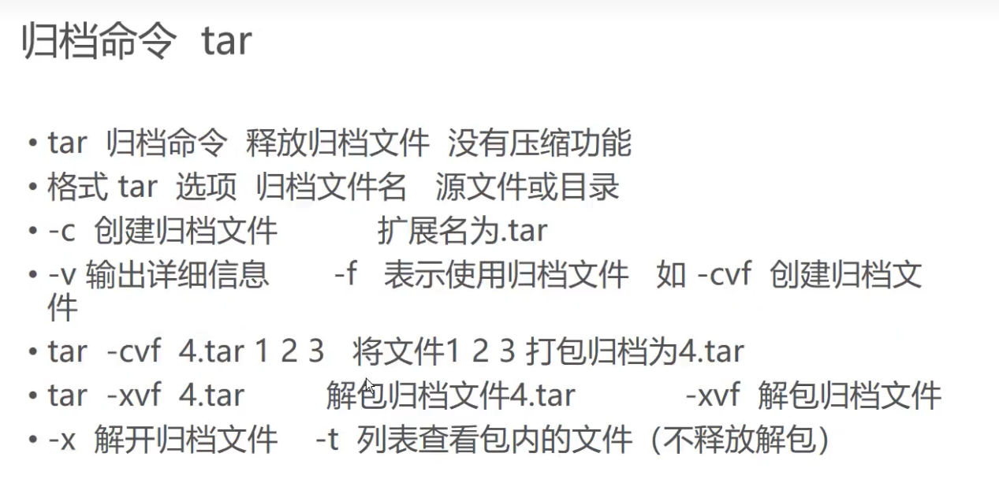 归档命令 tar
• tar 归档命令 释放归档文件 没有压缩功能
• 格式 tar 选项 归档文件名 源文件或目录
• -c 创建归档文件 扩展名为.tar
• -v 输出详细信息 -f 表示使用归档文件 如 -cvf 创建归档文
件
• tar -cvf 4.tar 1 2 3 将文件1 2 3 打包归档为4.tar
• tar -xvf 4.tar 解包归档文件4.tar -xvf 解包归档文件
• -x 解开归档文件 -t 列表查看包内的文件（不释放解包）